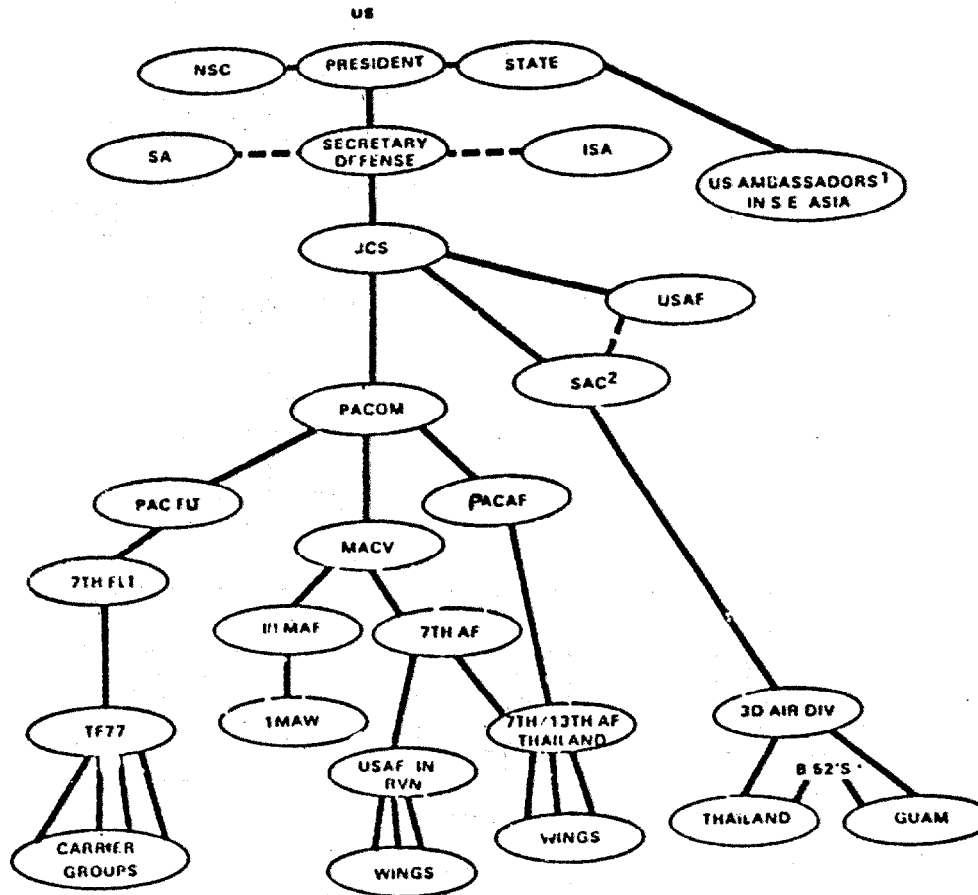 US
NSC
PRESIDENT
STATE
SA
SECRETARY
DEFENSE
ISA
US AMBASSADORS1
IN S E ASIA
JCS
USAF
SAC2
PACOM
PAC FLT
PACAF
MACV
7TH FLT
III MAF
7TH AF
1MAW
TF77
7TH/13TH AF
THAILAND
3D AIR DIV
USAF IN
RVN
B 52'S
THAILAND
GUAM
CARRIER
GROUPS
WINGS
WINGS